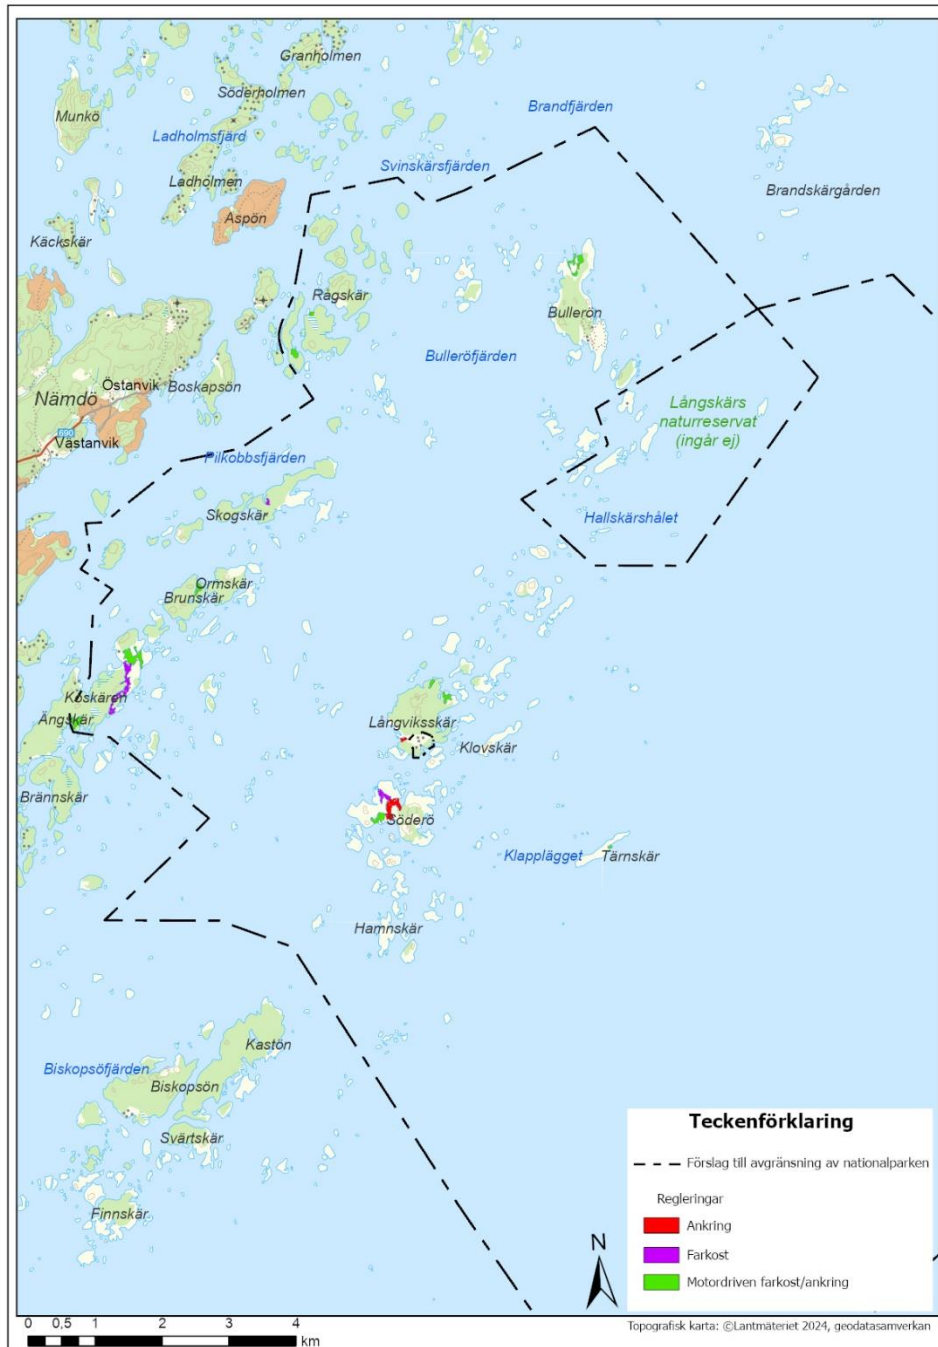 Granholmen
Söderholmen
Brandfjärden
Munkö
Ladholmsfjärd
Svinskärsfjärden
Ladholmen
Brandskärgården
Aspön
Käckskär
Rågskär
Bullerön
Bulleröfjärden
Östanvik
Boskapsön
Nämdö
Långskärs
naturreservat
(ingår ej)
690
Västanvik
Pilkobbsfjärden
Skogskär
Hallskärshålet
Ormskär
Brunskär
Koskären
Ängskär
Långviksskär
Klovskär
Brännskär
Söderö
Klapplägget
Tärnskär
Hamnskär
Kastön
Biskopsöfjärden
Biskopsön
Svärtskär
Finnskär
Teckenförklaring
Förslag till avgränsning av nationalparken
Regleringar
Ankring
Farkost
Motordriven farkost/ankring
N
0 0,5 1 2 3 4
km
Topografisk karta: ©Lantmäteriet 2024, geodatasamverkan